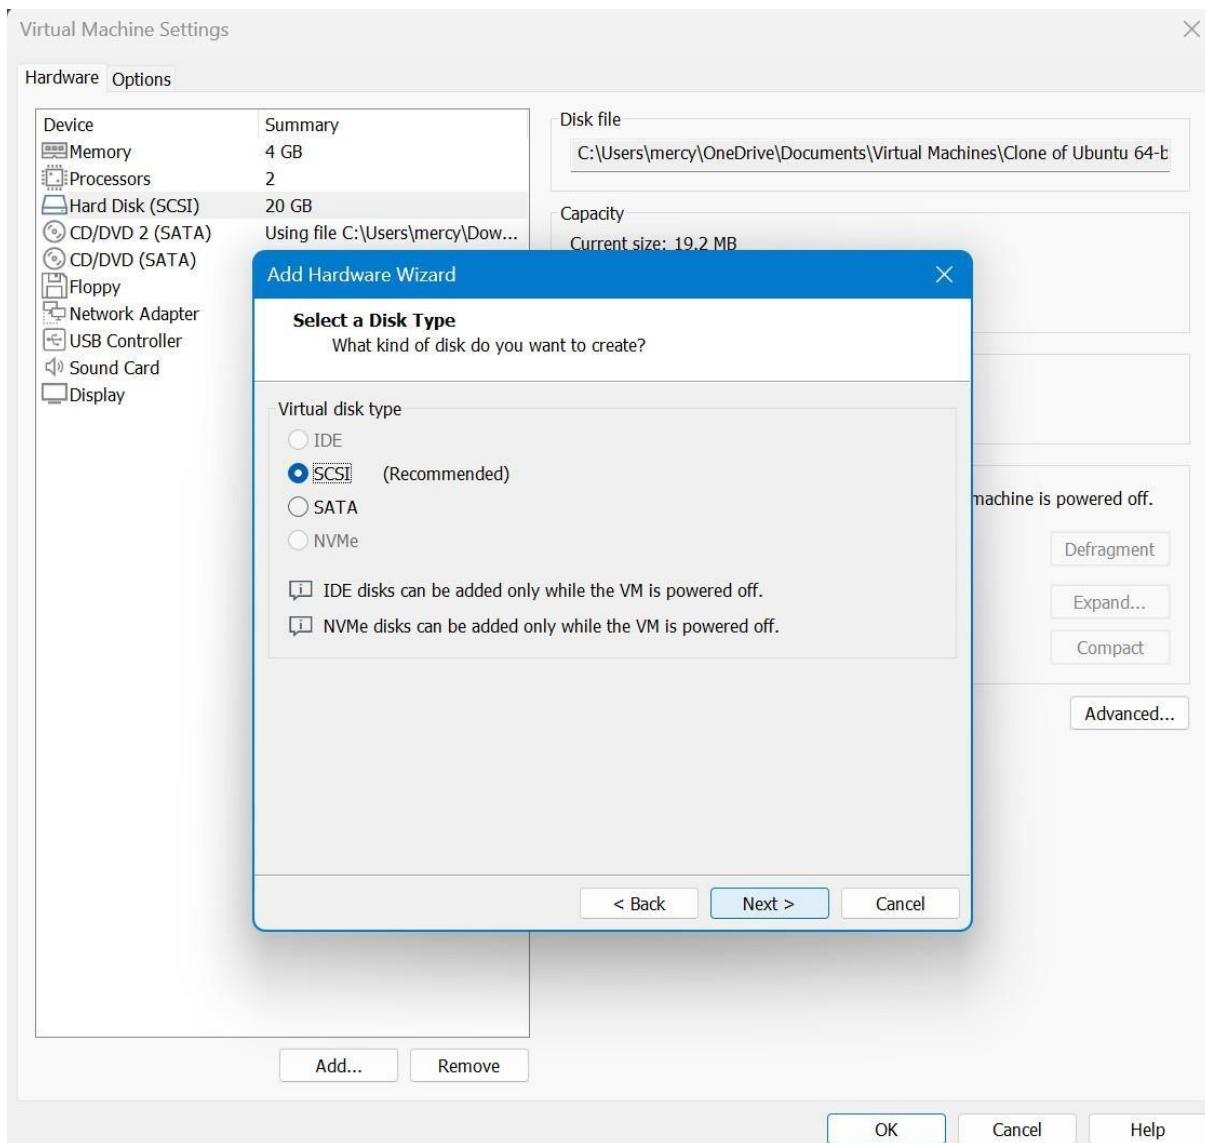 Virtual Machine Settings
Hardware Options
Device Summary
Memory 4 GB
Processors 2
Hard Disk (SCSI) 20 GB
CD/DVD 2 (SATA) Using file C:\Users\mercy\Dow...
CD/DVD (SATA)
Floppy
Network Adapter
USB Controller
Sound Card
Display
Add... Remove
Disk file
C:\Users\mercy\OneDrive\Documents\Virtual Machines\Clone of Ubuntu 64-b
Capacity
Current size: 19.2 MB
machine is powered off.
Defragment
Expand...
Compact
Advanced...
Add Hardware Wizard
Select a Disk Type
What kind of disk do you want to create?
Virtual disk type
IDE
SCSI (Recommended)
SATA
NVMe
IDE disks can be added only while the VM is powered off.
NVMe disks can be added only while the VM is powered off.
< Back Next > Cancel
OK Cancel Help